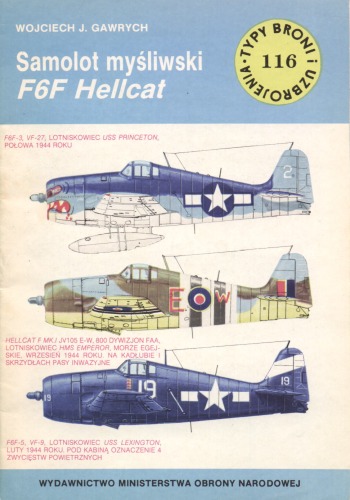 WOJCIECH J. GAWRYCH
Samolot myśliwski
F6F Hellcat
TYPY BRONI i UZBROJENIA
116
F6F-3, VF-27, LOTNISKOWIEC USS PRINCETON,
POŁOWA 1944 ROKU
2
E W
HELLCAT F MK I JV105 E-W, 800 DYWIZJON FAA,
LOTNISKOWIEC HMS EMPEROR, MORZE EGEJ-
SKIE, WRZESIEŃ 1944 ROKU. NA KADŁUBIE I
SKRZYDŁACH PASY INWAZYJNE
19
19
F6F-5, VF-9, LOTNISKOWIEC USS LEXINGTON,
LUTY 1944 ROKU, POD KABINĄ OZNACZENIE 4
ZWYCIĘSTW POWIETRZNYCH
WYDAWNICTWO MINISTERSTWA OBRONY NARODOWEJ